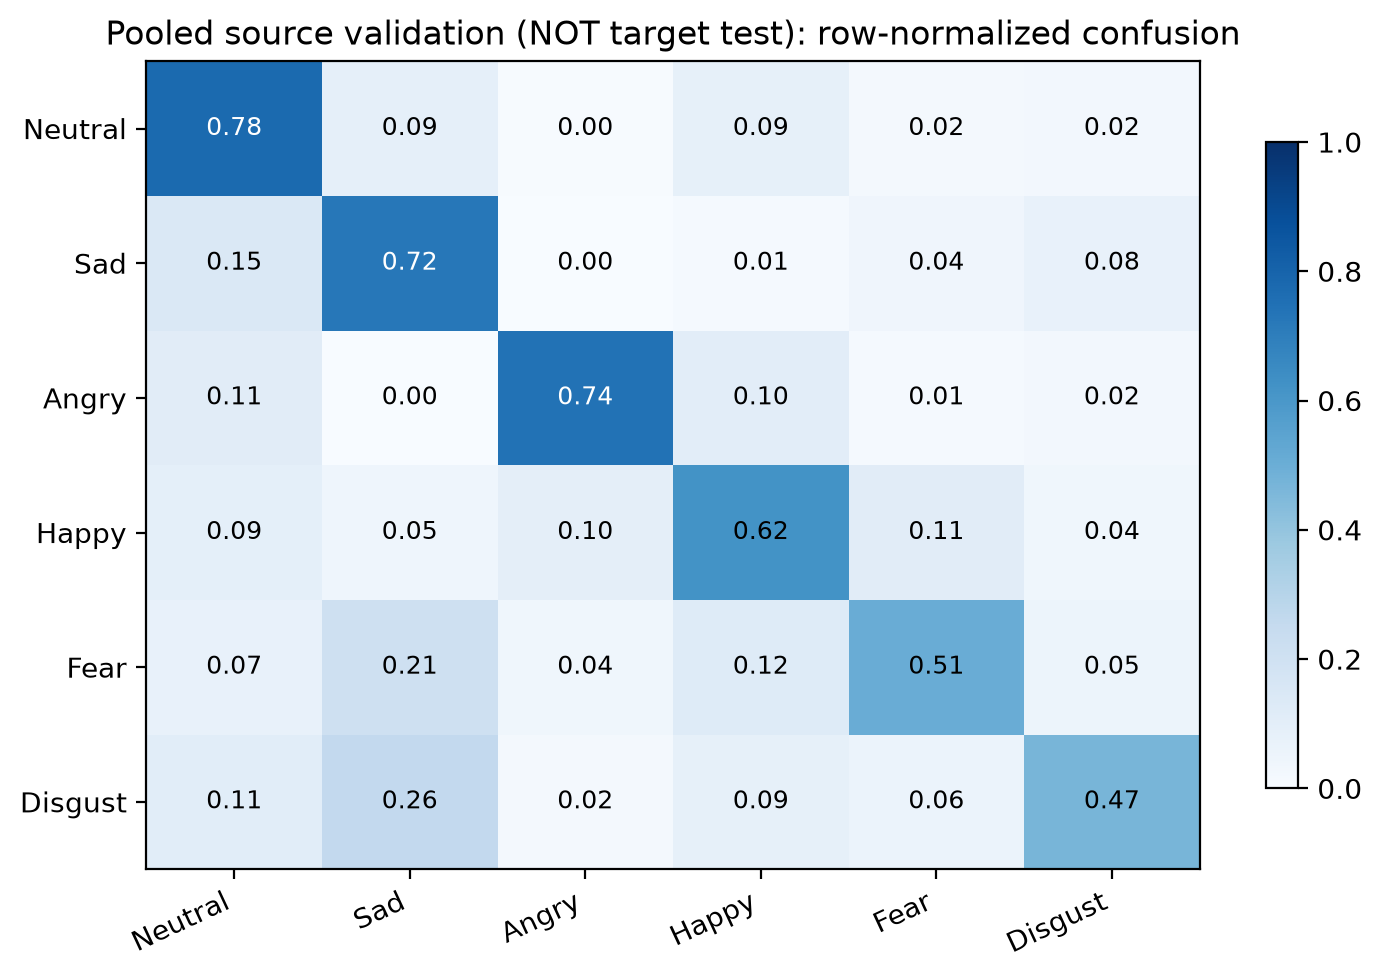 Pooled source validation (NOT target test): row-normalized confusion
Neutral 0.78 0.09 0.00 0.09 0.02 0.02
Sad 0.15 0.72 0.00 0.01 0.04 0.08
Angry 0.11 0.00 0.74 0.10 0.01 0.02
Happy 0.09 0.05 0.10 0.62 0.11 0.04
Fear 0.07 0.21 0.04 0.12 0.51 0.05
Disgust 0.11 0.26 0.02 0.09 0.06 0.47
Neutral Sad Angry Happy Fear Disgust
1.0
0.8
0.6
0.4
0.2
0.0